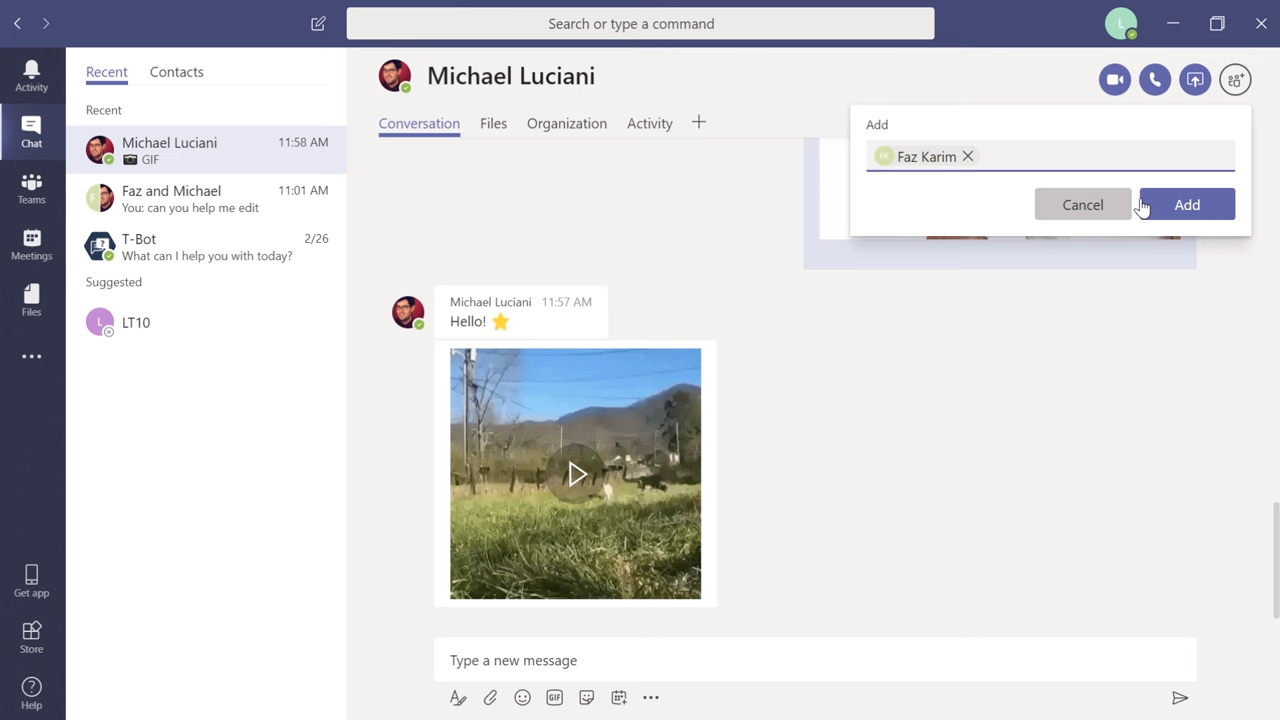 Search or type a command
L
Activity
Chat
Teams
Meetings
Files
Get app
Store
Help
Recent
Contacts
Recent
Michael Luciani
11:58 AM
GIF
Faz and Michael
11:01 AM
You: can you help me edit
T-Bot
2/26
What can I help you with today?
Suggested
L
LT10
Michael Luciani
Conversation
Files
Organization
Activity
Add
FK
Faz Karim
Cancel
Add
Michael Luciani 11:57 AM
Hello!
Type a new message
GIF